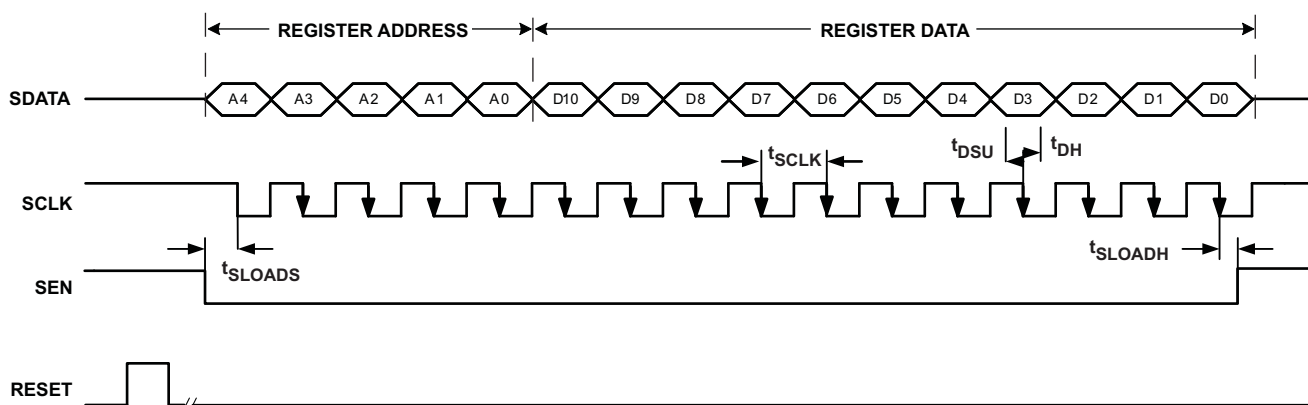 REGISTER ADDRESS REGISTER DATA
SDATA A4 A3 A2 A1 A0 D10 D9 D8 D7 D6 D5 D4 D3 D2 D1 D0
tSCLK tDSU tDH
SCLK
tSLOADS tSLOADH
SEN
RESET